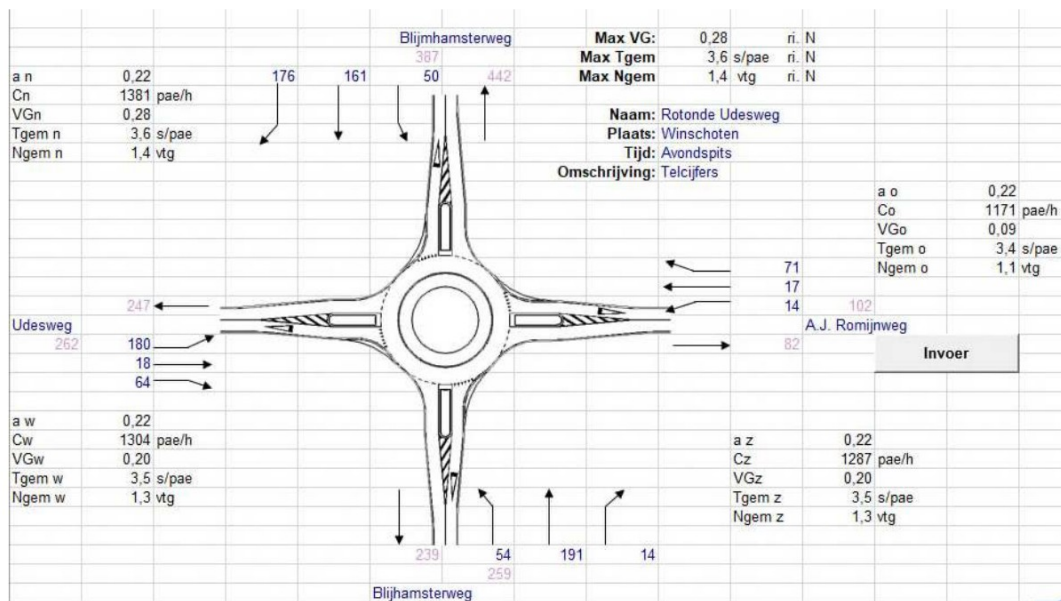 Blijmhamsterweg Max VG: 0,28 ri. N
387 Max Tgem 3,6 s/pae ri. N
a n 0,22 176 161 50 442 Max Ngem 1,4 vtg ri. N
Cn 1381 pae/h
VGn 0,28 Naam: Rotonde Udesweg
Tgem n 3,6 s/pae Plaats: Winschoten
Ngem n 1,4 vtg Tijd: Avondspits
Omschrijving: Telcijfers
a o 0,22
Co 1171 pae/h
VGo 0,09
Tgem o 3,4 s/pae
71 Ngem o 1,1 vtg
17
247 14 102
Udesweg A.J. Romijnweg
262 180 82
Invoer
18
64
a w 0,22
Cw 1304 pae/h a z 0,22
VGw 0,20 Cz 1287 pae/h
Tgem w 3,5 s/pae VGz 0,20
Ngem w 1,3 vtg Tgem z 3,5 s/pae
Ngem z 1,3 vtg
239 54 191 14
259
Blijhamsterweg